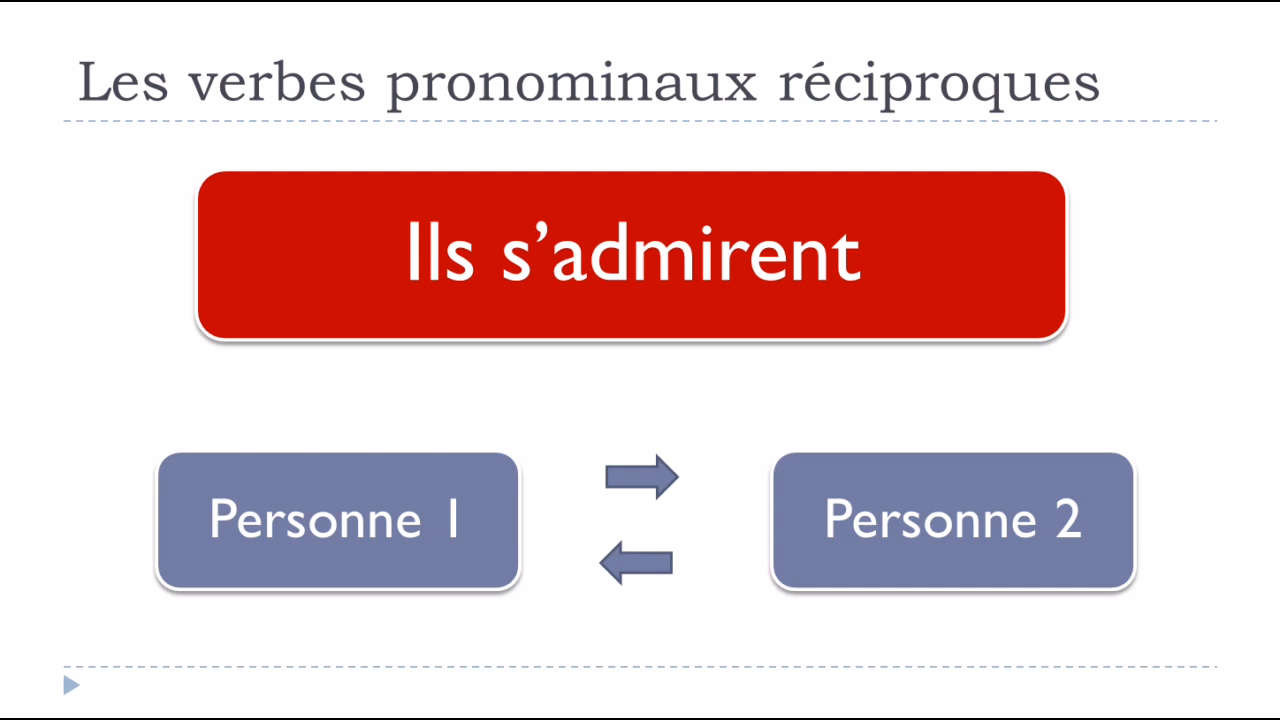 Les verbes pronominaux réciproques
Ils s’admirent
Personne 1
Personne 2